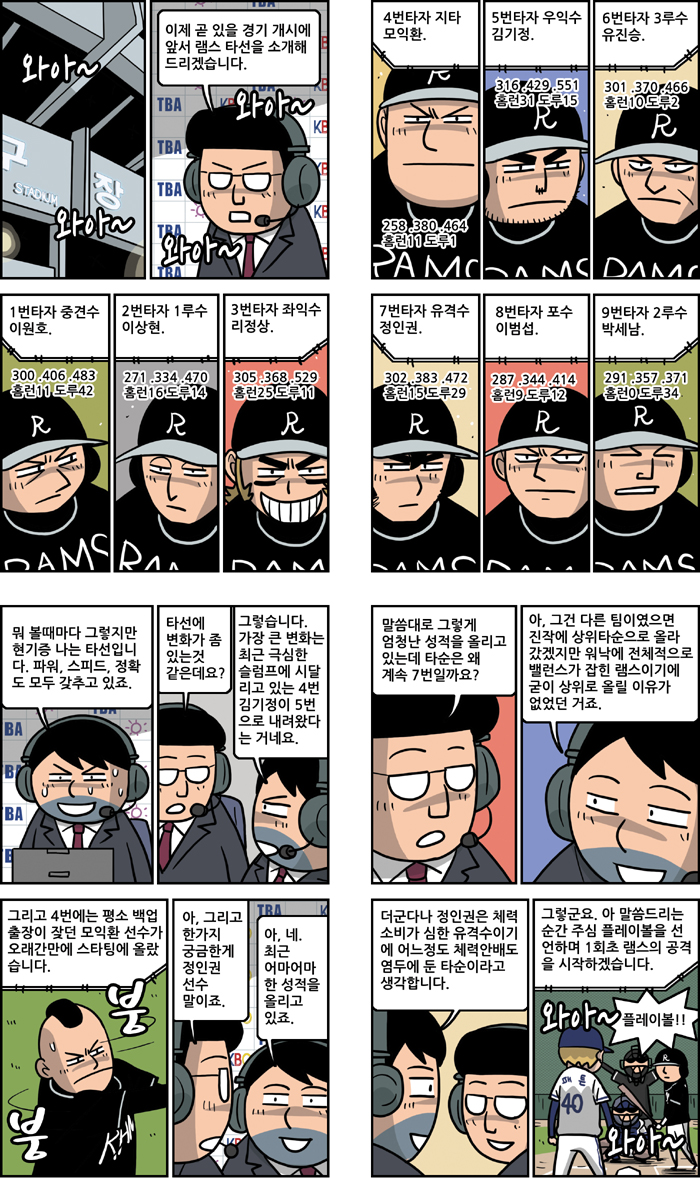 와아~
구 장
STADIUM
와아~
이제 곧 있을 경기 개시에
앞서 램스 타선을 소개해
드리겠습니다.
와아~
TBA
KB
TBA
TBA
TBA
와아~
1번타자 중견수
이원호.
300 .406 .483
홈런11 도루42
R
RAMS
2번타자 1루수
이상현.
271 .334 .470
홈런16 도루14
R
RAM
3번타자 좌익수
리정상.
305 .368 .529
홈런25 도루11
R
RAMS
4번타자 지타
모익환.
R
258 .380 .464
홈런11 도루1
RAMS
5번타자 우익수
김기정.
316 .429 .551
홈런31 도루15
R
RAMS
6번타자 3루수
유진승.
301 .370 .466
홈런10 도루2
R
RAMS
7번타자 유격수
정인권.
302 .383 .472
홈런15 도루29
R
RAMS
8번타자 포수
이범섭.
287 .344 .414
홈런9 도루12
R
RAMS
9번타자 2루수
박세남.
291 .357 .371
홈런0 도루34
R
RAMS
뭐 볼때마다 그렇지만
현기증 나는 타선입니
다. 파워, 스피드, 정확
도 모두 갖추고 있죠.
BA
TBA
TBA
타선에
변화가 좀
있는것
같은데요?
그렇습니다.
가장 큰 변화는
최근 극심한
슬럼프에 시달
리고 있는 4번
김기정이 5번
으로 내려왔다
는 거네요.
그리고 4번에는 평소 백업
출장이 잦던 모익환 선수가
오래간만에 스타팅에 올랐
습니다.
붕
붕
아, 그리고
한가지
궁금한게
정인권
선수
말이죠.
KB
아, 네.
최근
어마어마
한 성적을
올리고
있죠.
말씀대로 그렇게
엄청난 성적을 올리고
있는데 타순은 왜
계속 7번일까요?
아, 그건 다른 팀이였으면
진작에 상위타순으로 올라
갔겠지만 워낙에 전체적으로
밸런스가 잡힌 램스이기에
굳이 상위로 올릴 이유가
없었던 거죠.
더군다나 정인권은 체력
소비가 심한 유격수이기
에 어느정도 체력안배도
염두에 둔 타순이라고
생각합니다.
그렇군요. 아 말씀드리는
순간 주심 플레이볼을 선
언하며 1회초 램스의 공격
을 시작하겠습니다.
와아~
플레이볼!!
패튼
40
와아~